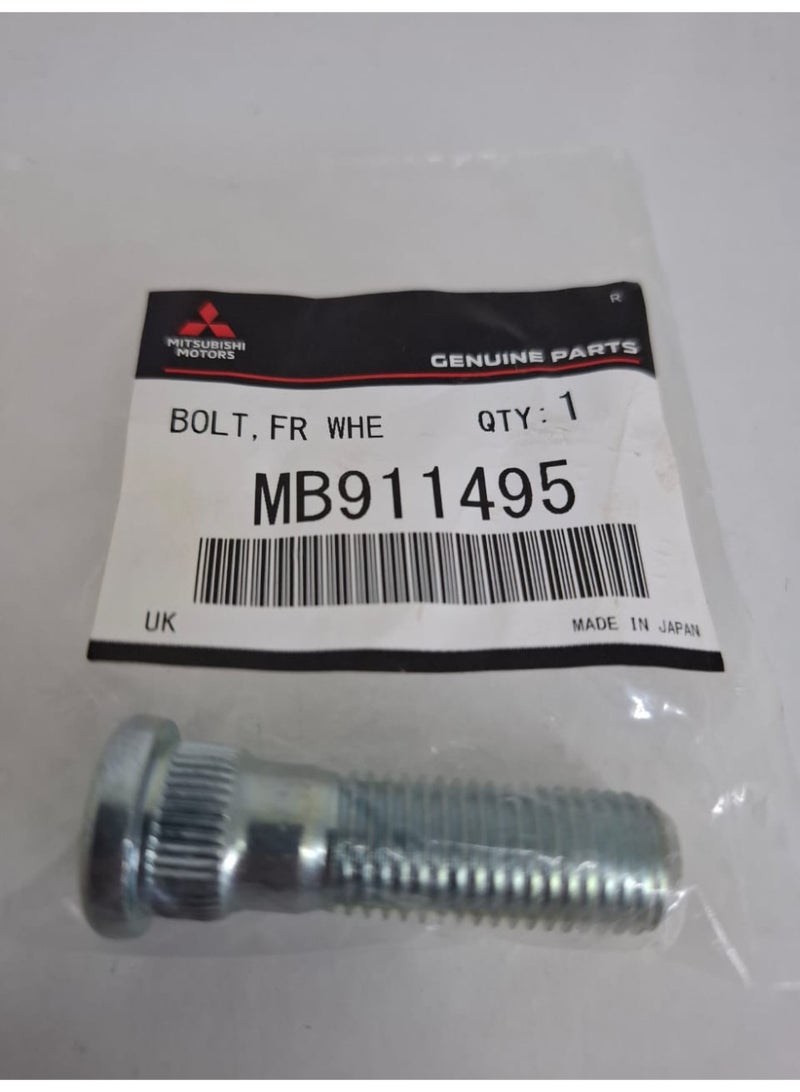 R
MITSUBISHI
MOTORS
GENUINE PARTS
BOLT, FR WHE QTY: 1
MB911495
UK MADE IN JAPAN